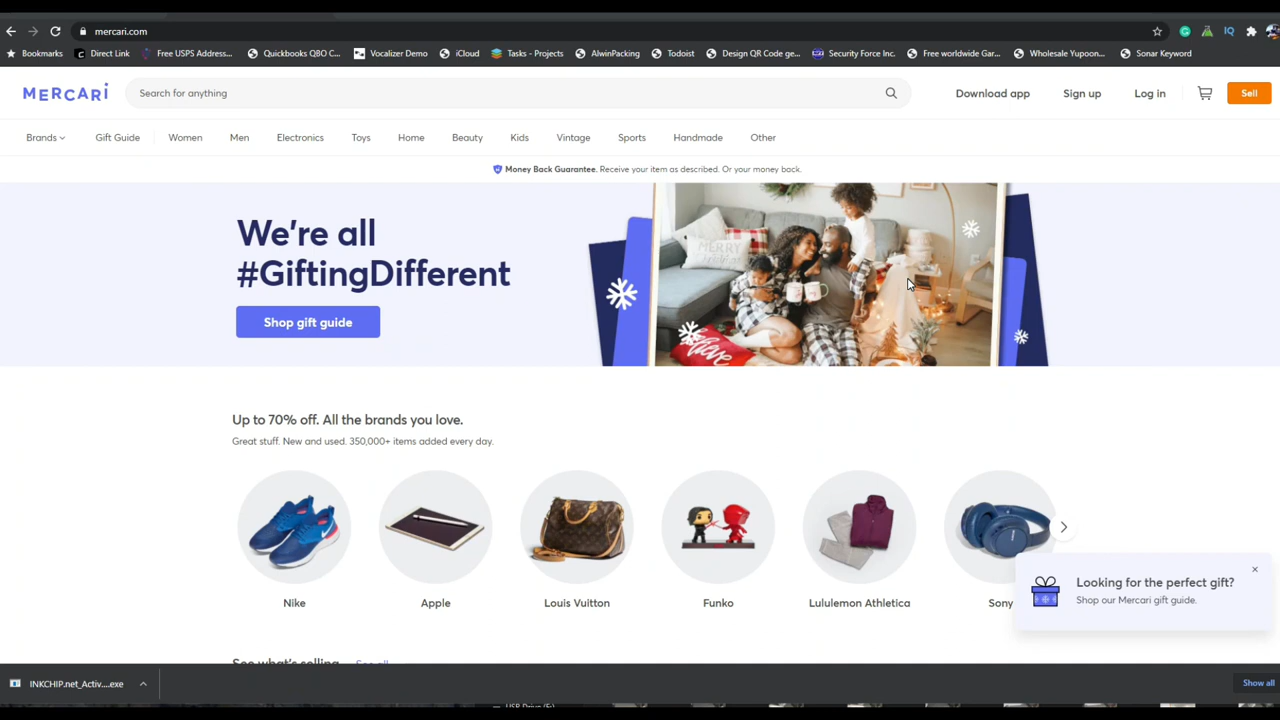 mercari.com
IQ
Bookmarks
Direct Link
Free USPS Address...
Quickbooks QBO C...
Vocalizer Demo
iCloud
Tasks - Projects
AlwinPacking
Todoist
Design QR Code ge...
Security Force Inc.
Free worldwide Gar...
Wholesale Yupoon...
Sonar Keyword
MERCARI
Search for anything
Download app
Sign up
Log in
Sell
Brands
Gift Guide
Women
Men
Electronics
Toys
Home
Beauty
Kids
Vintage
Sports
Handmade
Other
Money Back Guarantee. Receive your item as described. Or your money back.
We're all
#GiftingDifferent
Shop gift guide
MERRY
Believe
Up to 70% off. All the brands you love.
Great stuff. New and used. 350,000+ items added every day.
Nike
Apple
Louis Vuitton
Funko
Lululemon Athletica
Sony
Looking for the perfect gift?
Shop our Mercari gift guide.
See what's selling
See all
INKCHIP.net_Activ....exe
Show all